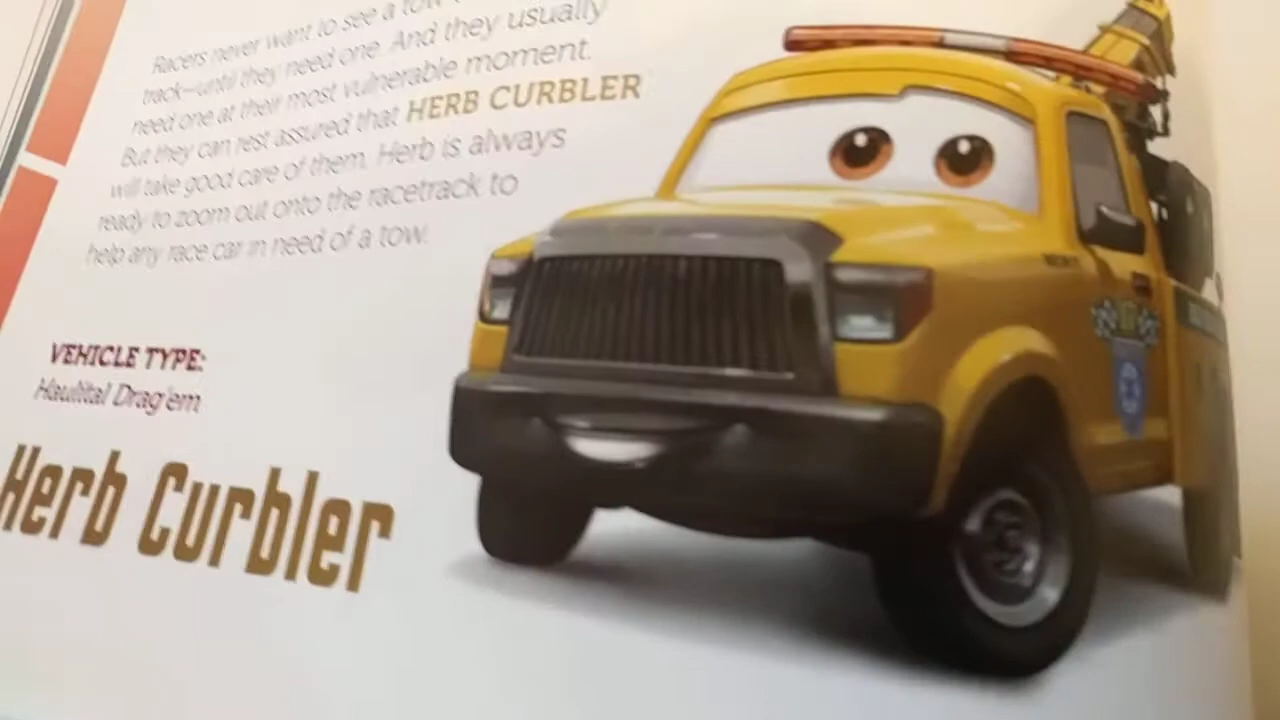 Racers never want to see a tow
track—until they need one. And they usually
need one at their most vulnerable moment.
But they can rest assured that HERB CURBLER
will take good care of them. Herb is always
ready to zoom out onto the racetrack to
help any race car in need of a tow.
VEHICLE TYPE:
Haulital Drag'em
Herb Curbler